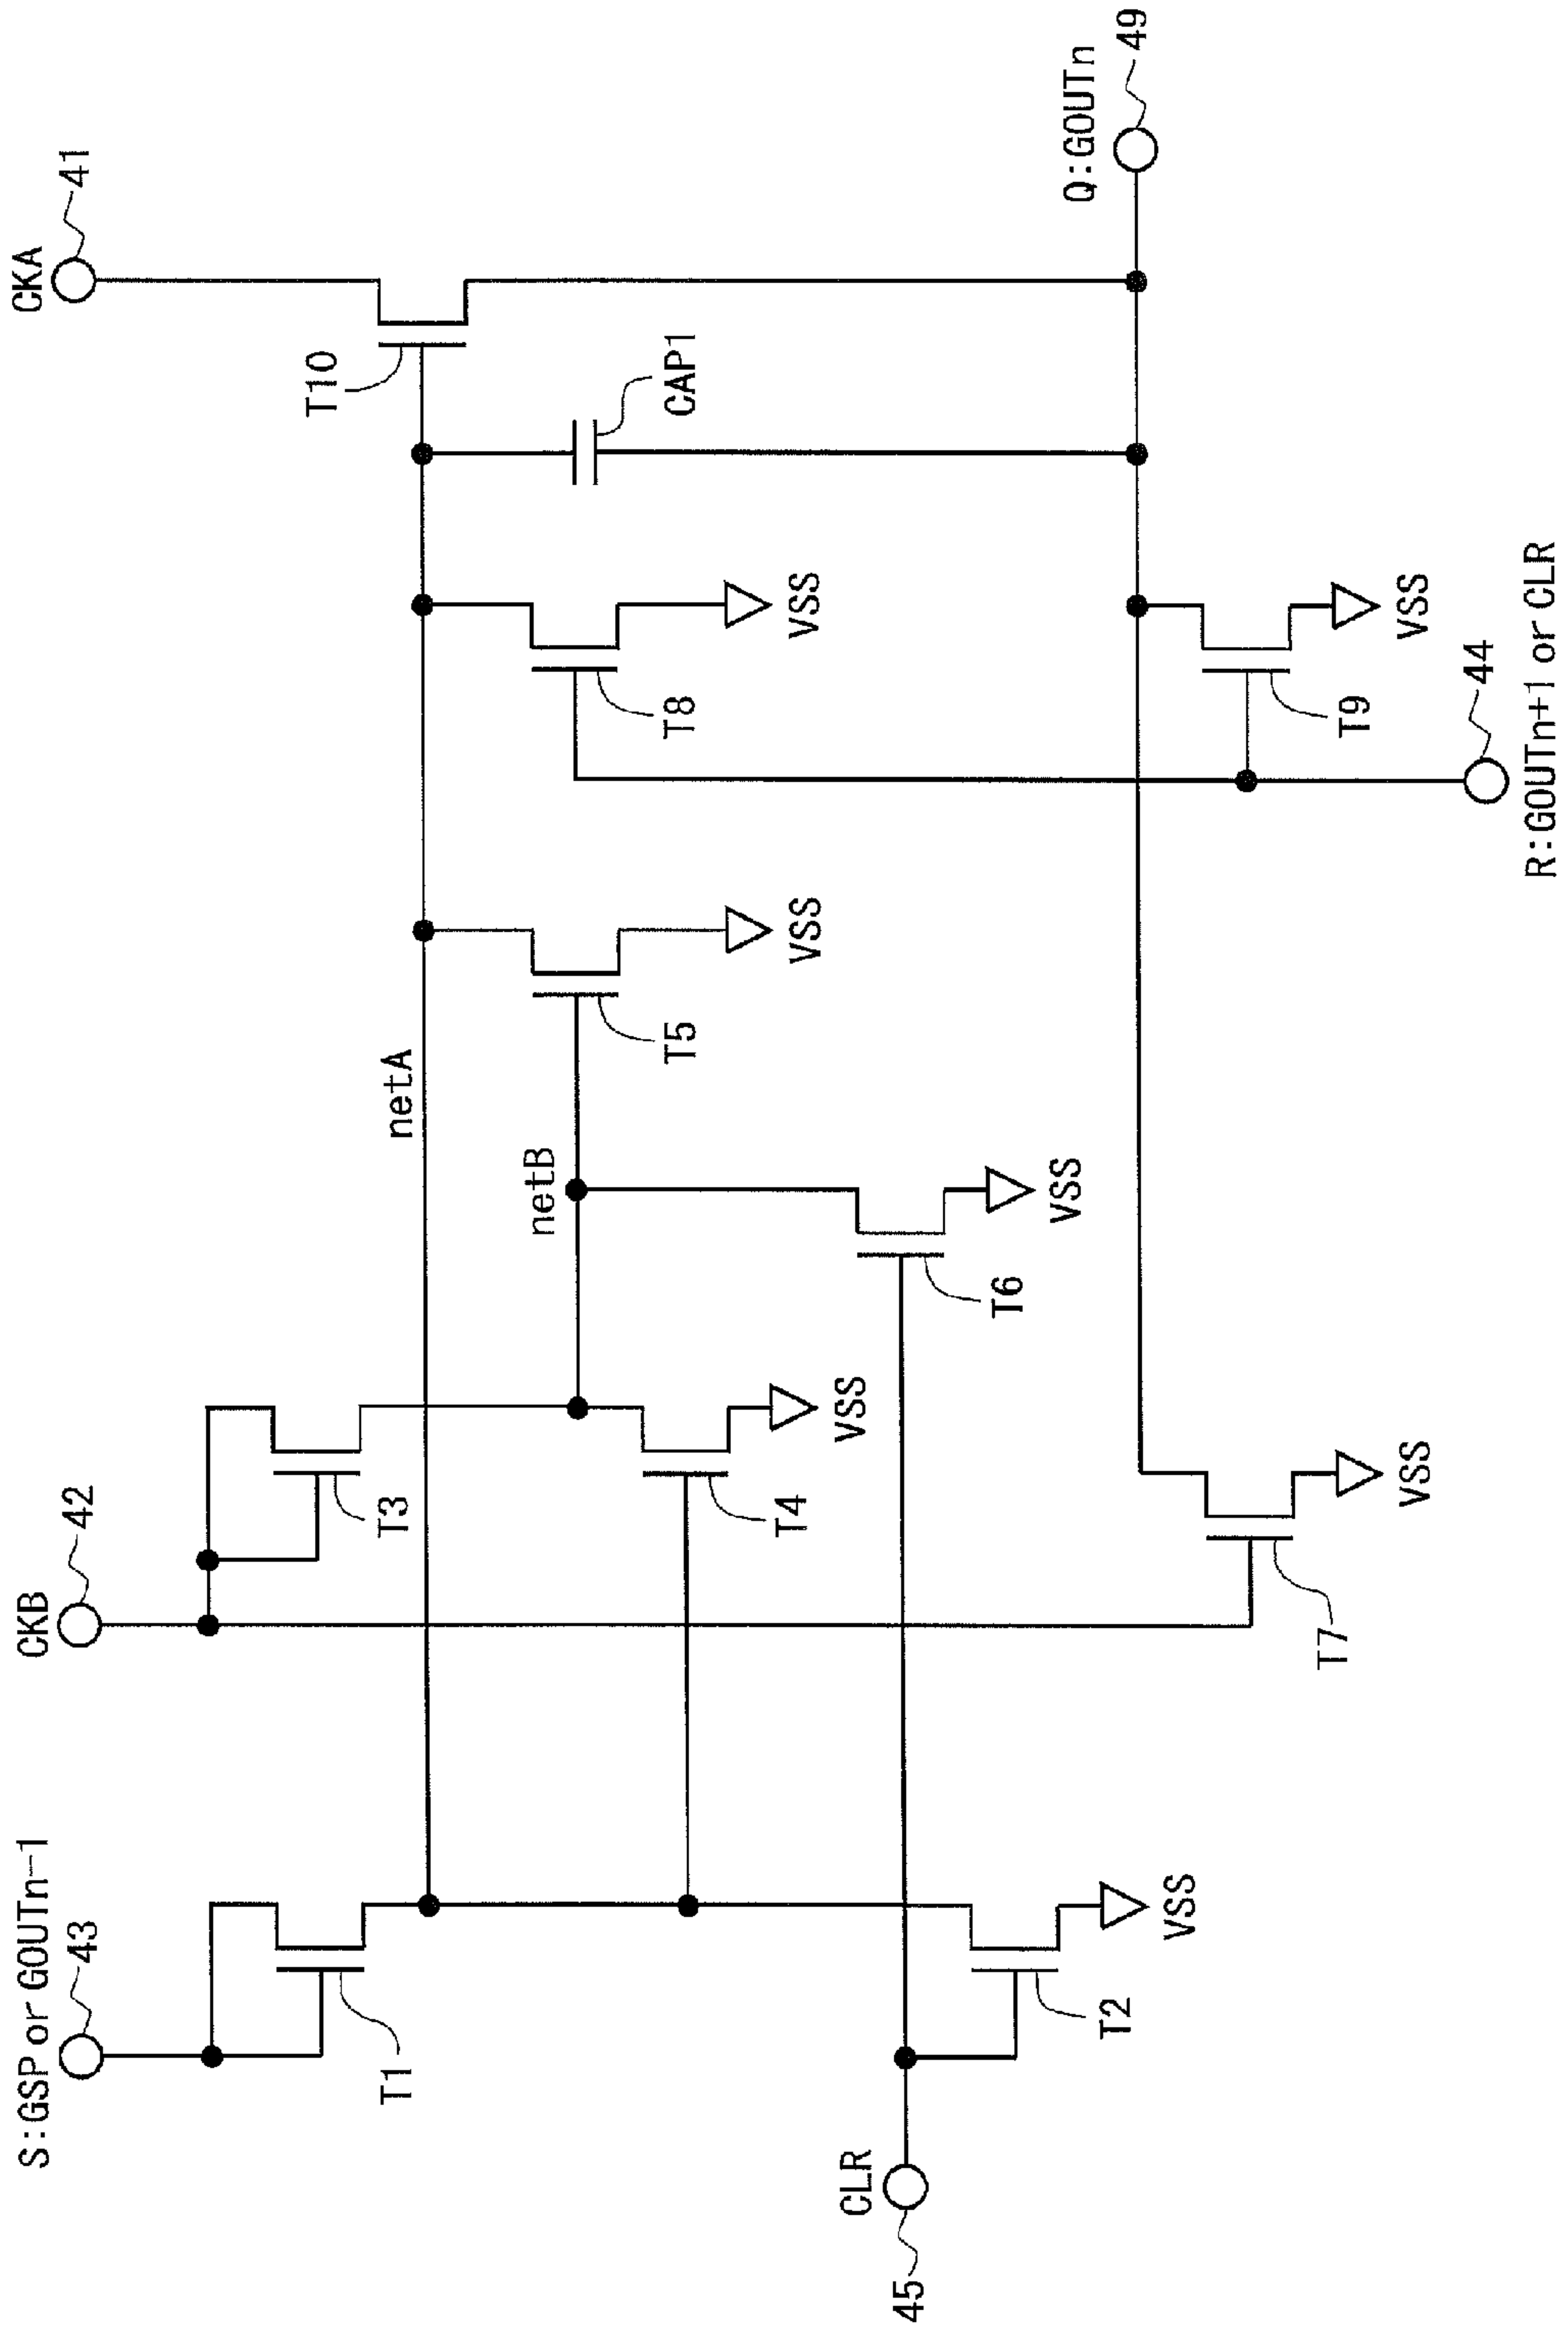 S:GSP or GOUTn-1
43
CKB
42
CKA
41
T1
T3
T10
netA
netB
T4
T5
T8
CAP1
VSS
VSS
VSS
CLR
45
T2
VSS
T6
VSS
T7
VSS
T9
VSS
Q:GOUTn
49
44
R:GOUTn+1 or CLR